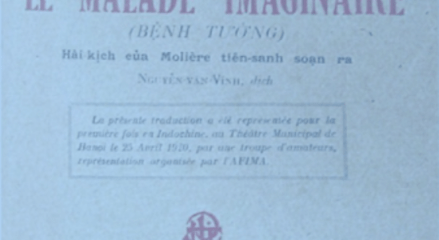 LE MALADE IMAGINAIRE
(BỆNH TƯỞNG)
Hài kịch của Molière tiên-sanh soạn ra
NGUYỄN-VĂN-VĨNH, dịch
La présente traduction a été représentée pour la
première fois en Indochine, au Théâtre Municipal de
Hanoi le 25 Avril 1920, par une troupe d'amateurs,
représentation organisée par l'AFIMA.